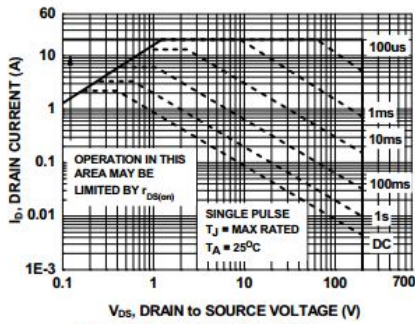 60
10
1
0.1
0.01
1E-3
I_D, DRAIN CURRENT (A)
100us
1ms
10ms
100ms
1s
DC
OPERATION IN THIS
AREA MAY BE
LIMITED BY r_DS(on)
SINGLE PULSE
T_J = MAX RATED
T_A = 25°C
0.1
1
10
100
700
V_DS, DRAIN to SOURCE VOLTAGE (V)